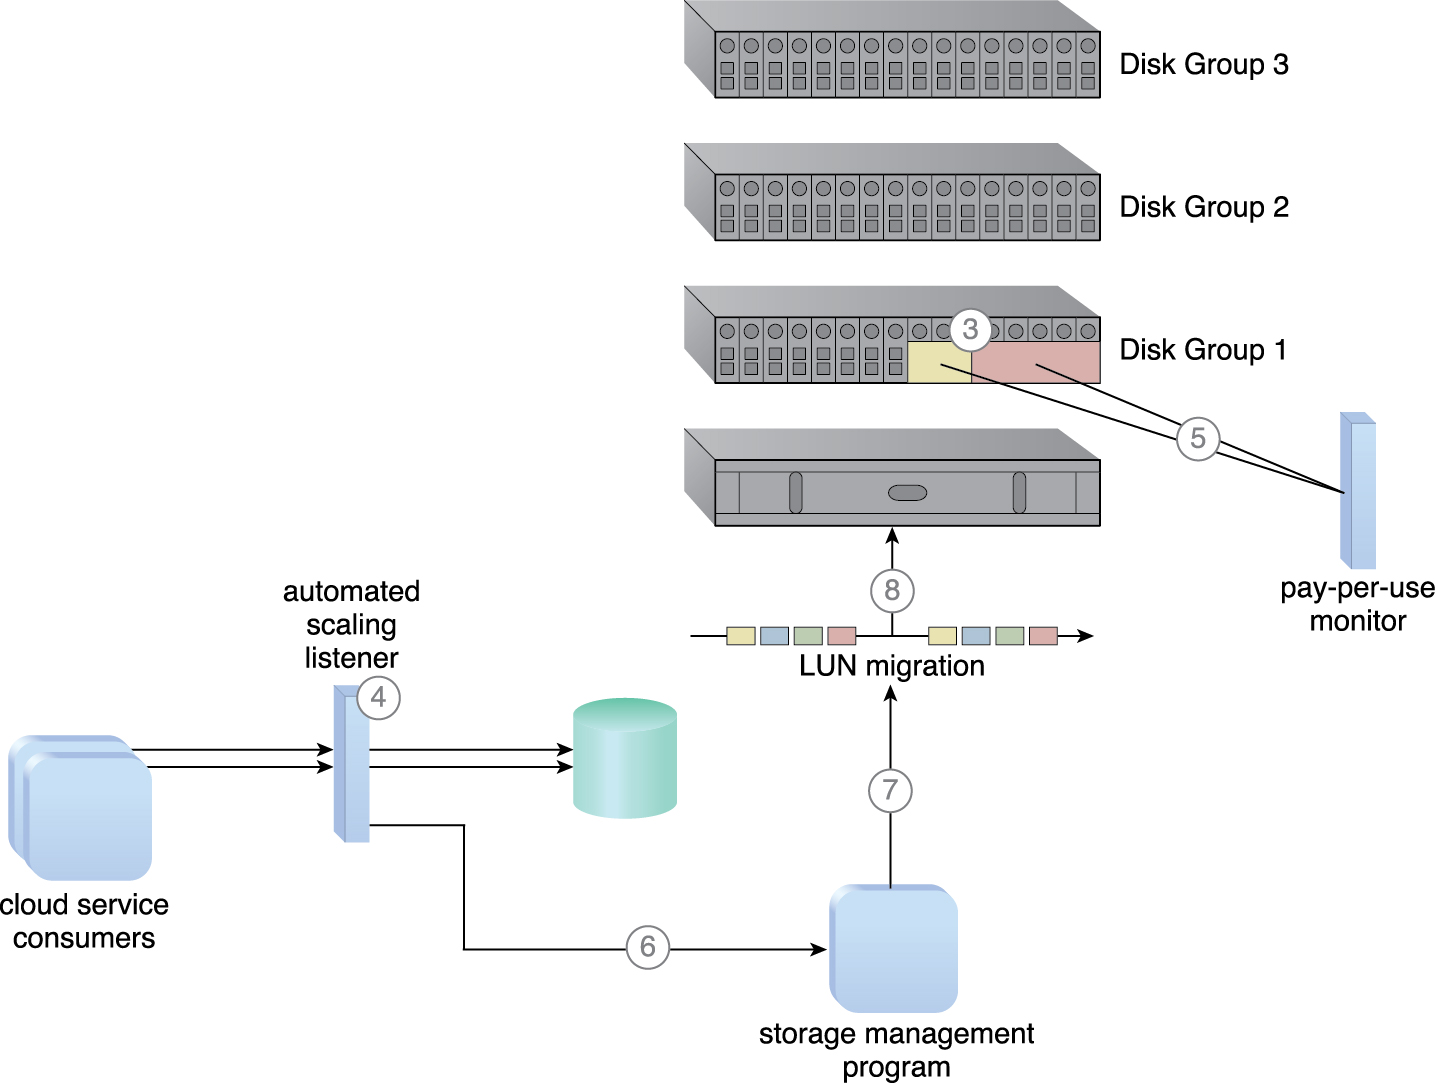 Disk Group 3
Disk Group 2
3
Disk Group 1
5
8
pay-per-use
monitor
automated
scaling
listener
LUN migration
4
7
cloud service
consumers
6
storage management
program